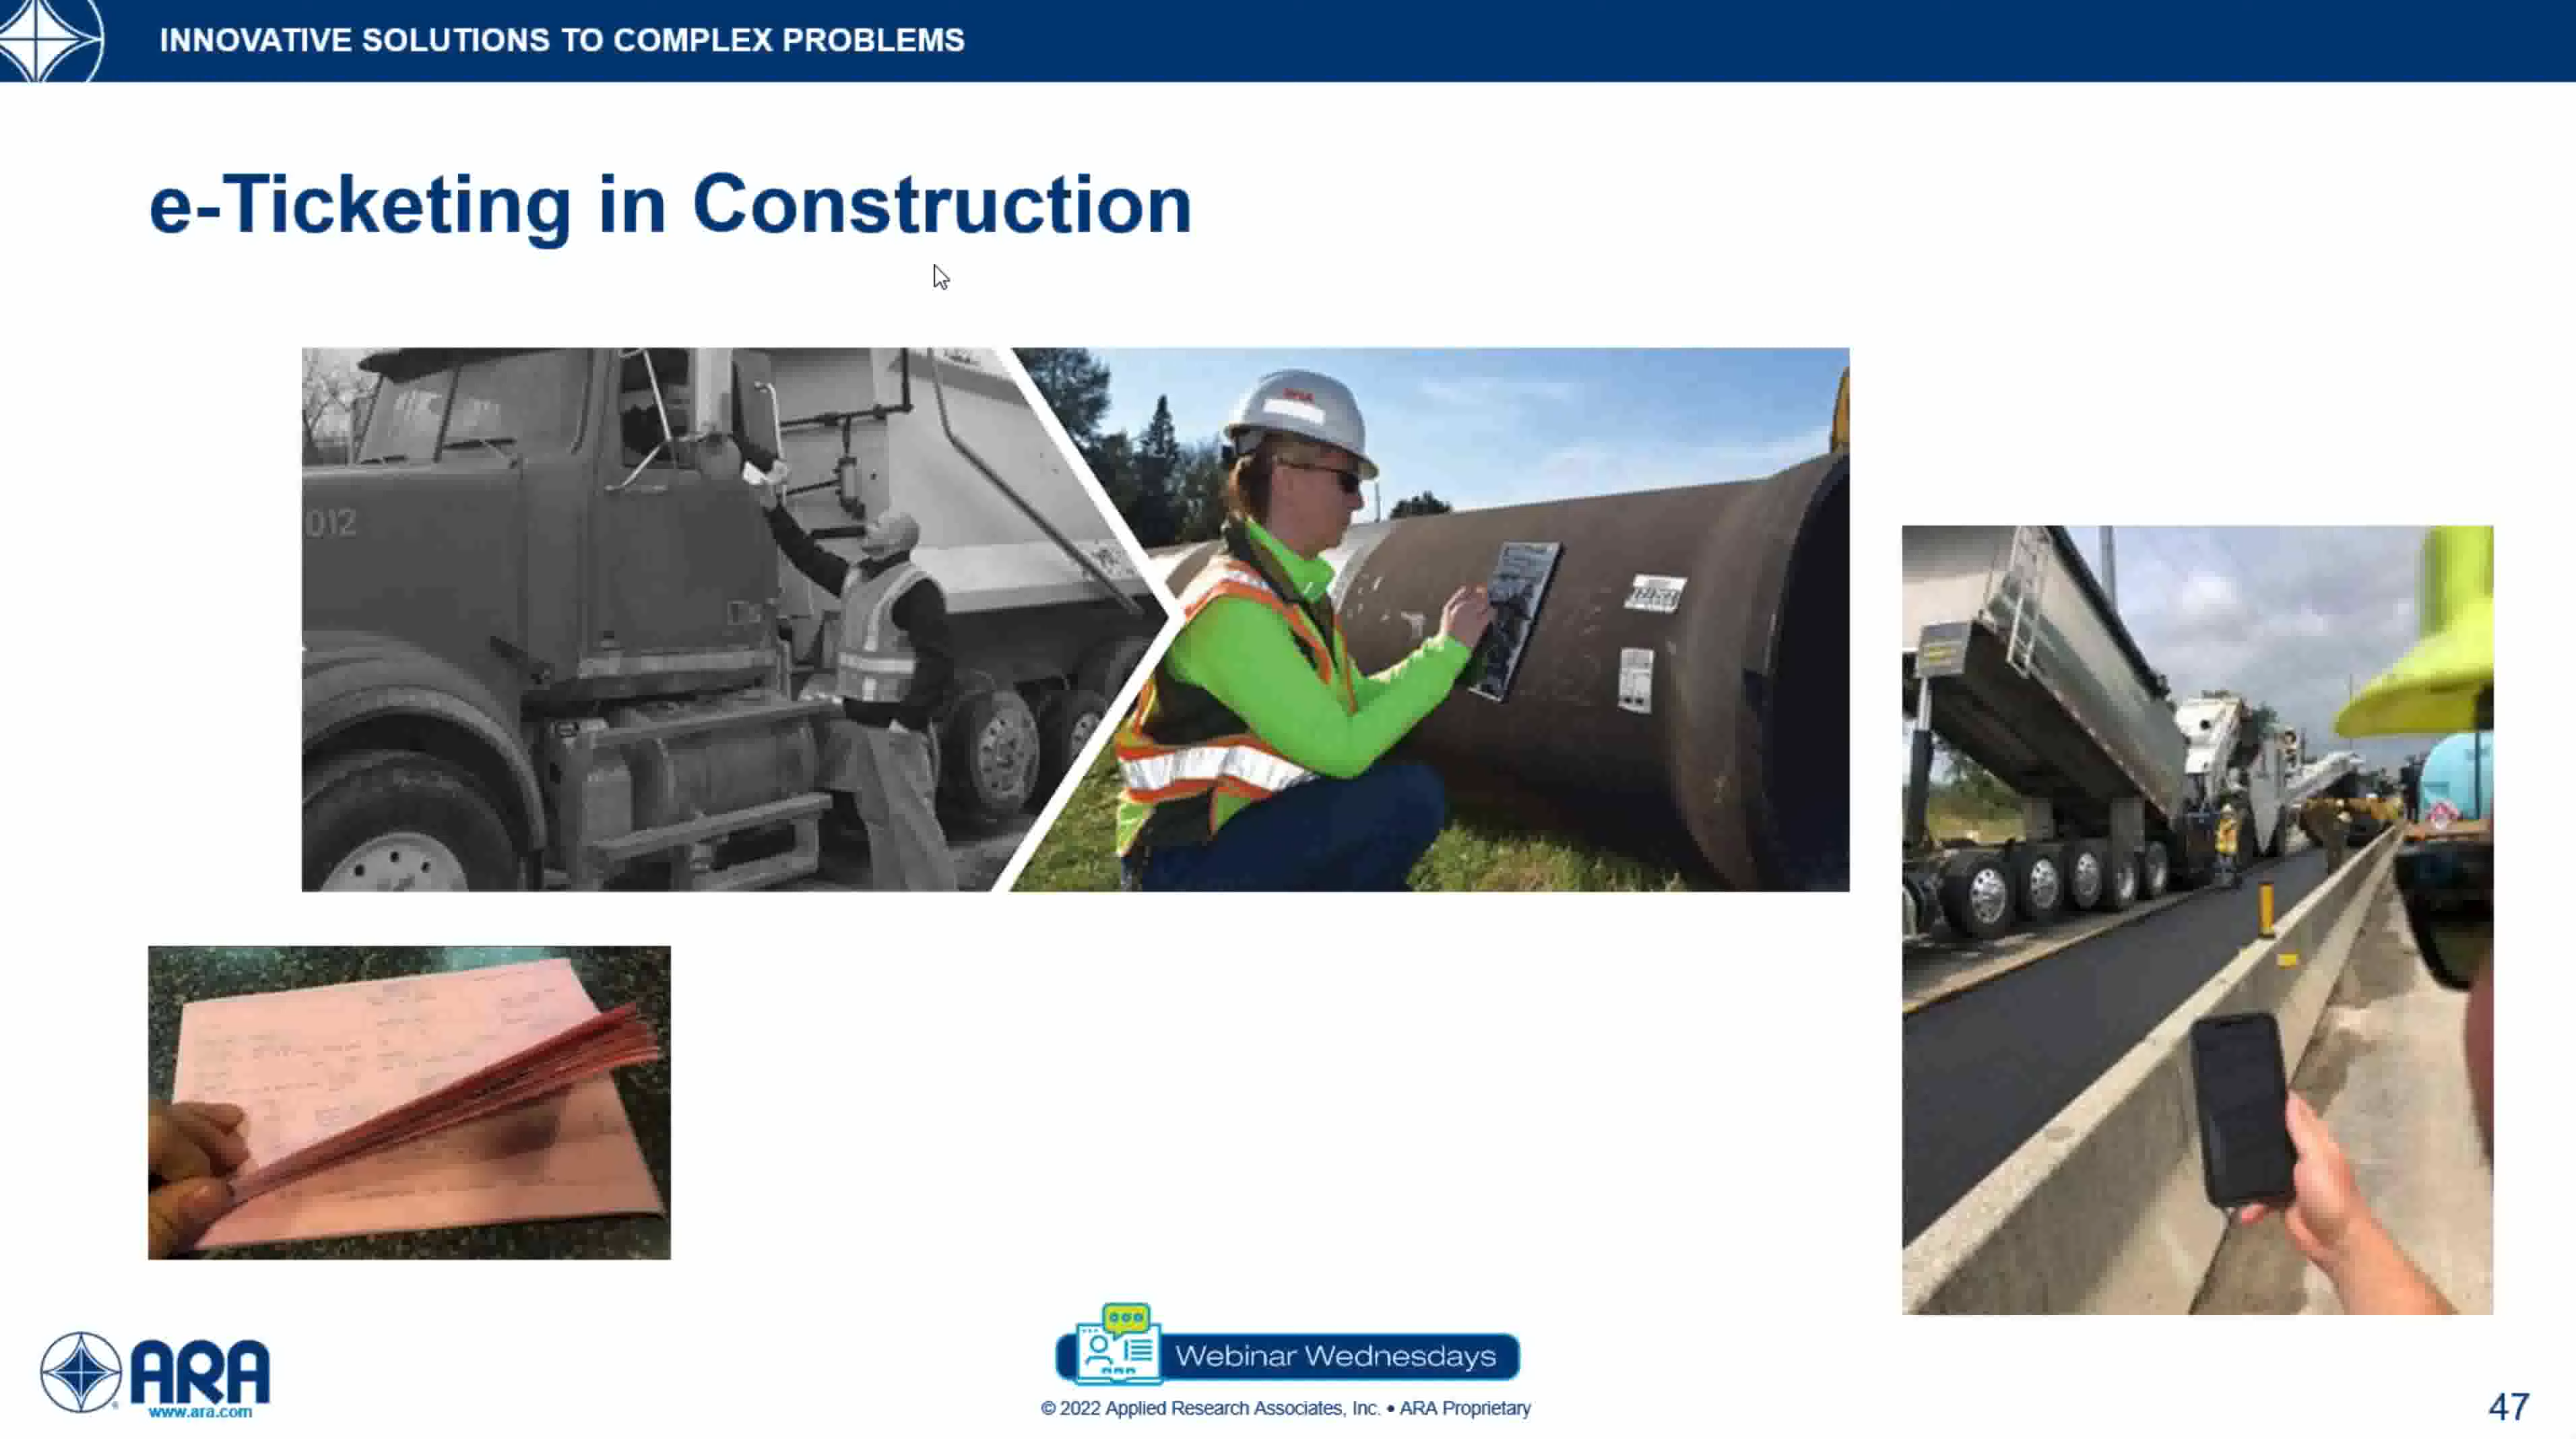 INNOVATIVE SOLUTIONS TO COMPLEX PROBLEMS
e-Ticketing in Construction
012
ARA
www.ara.com
Webinar Wednesdays
© 2022 Applied Research Associates, Inc. • ARA Proprietary
47